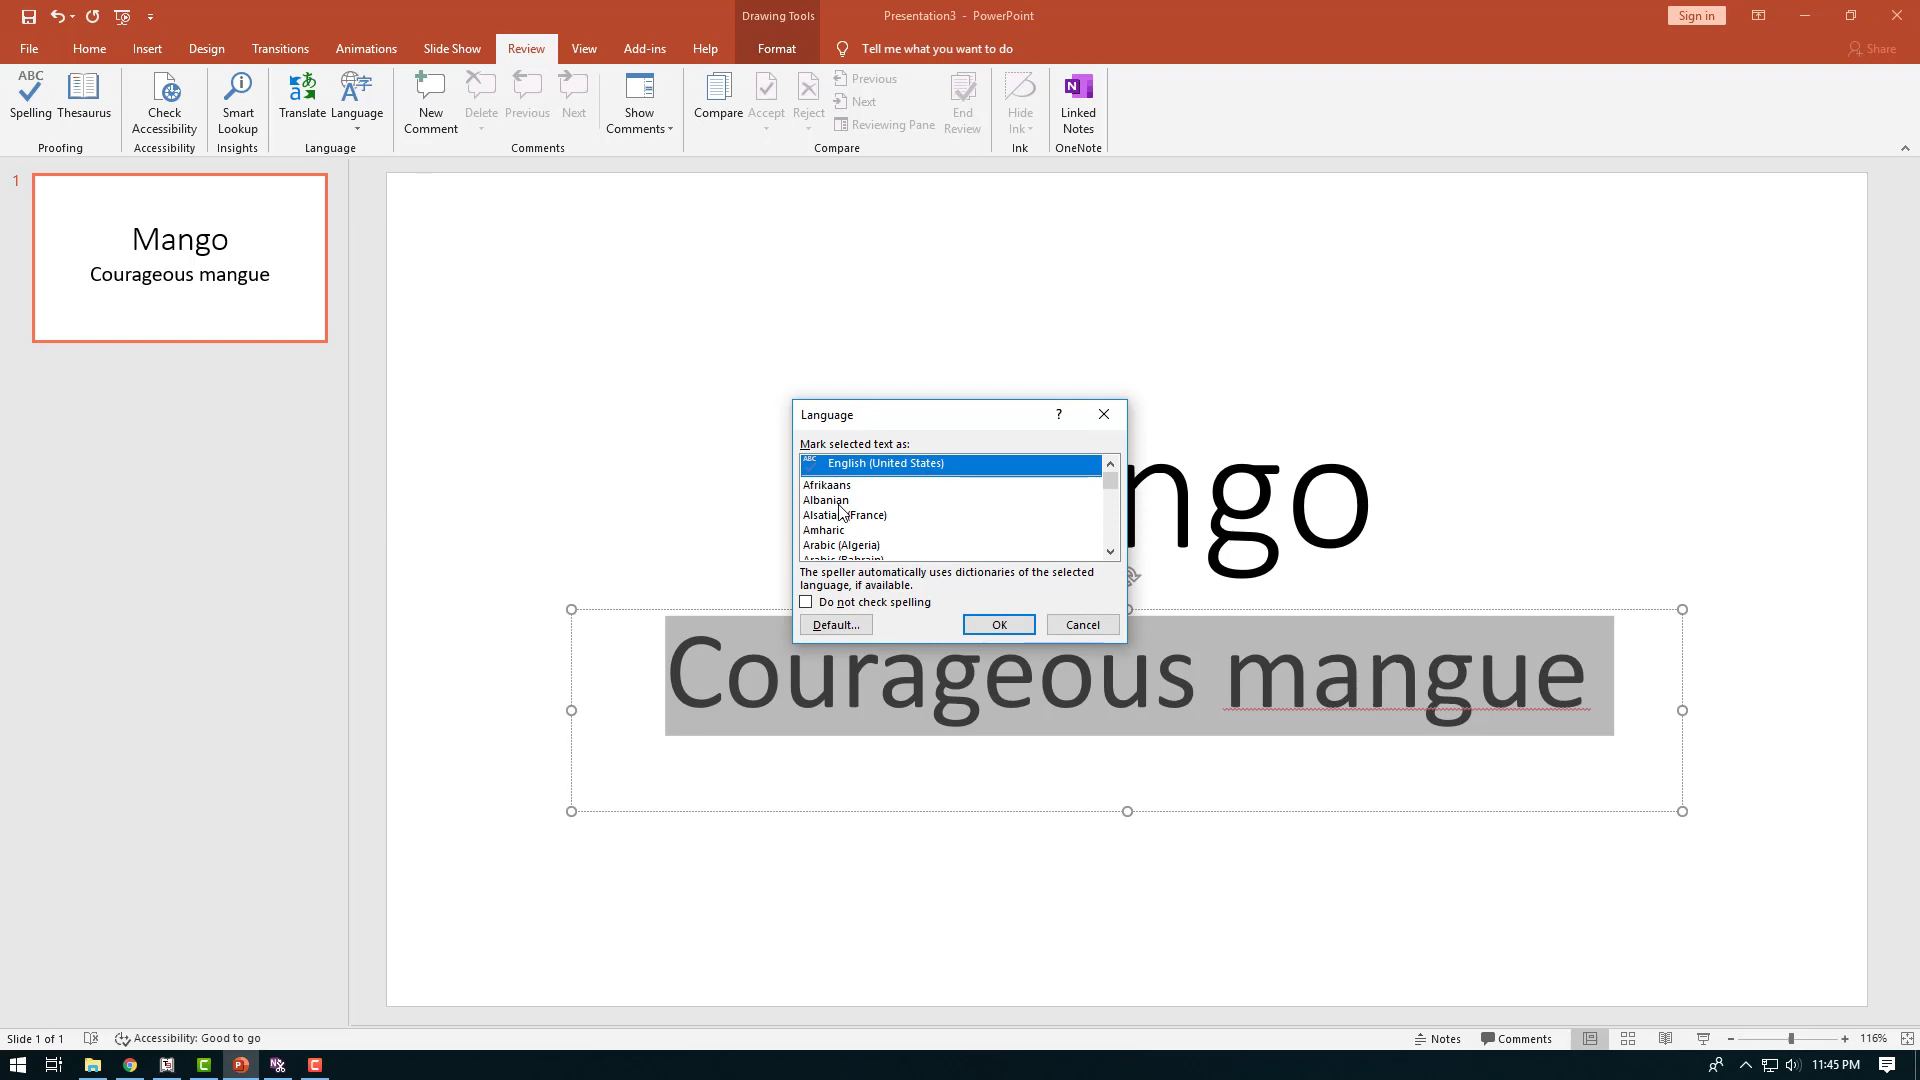 Drawing Tools
Presentation3 - PowerPoint
Sign in
File Home Insert Design Transitions Animations Slide Show Review View Add-ins Help Format Tell me what you want to do Share
ABC
Spelling Thesaurus
Proofing
Check Accessibility
Accessibility
Smart Lookup
Insights
Translate Language
Language
New Comment Delete Previous Next Show Comments
Comments
Compare Accept Reject
Previous
Next
Reviewing Pane
End Review
Compare
Hide Ink
Ink
Linked Notes
OneNote
1
Mango
Courageous mangue
Language ?
Mark selected text as:
ABC English (United States)
Afrikaans
Albanian
Alsatian (France)
Amharic
Arabic (Algeria)
Arabic (Bahrain)
The speller automatically uses dictionaries of the selected
language, if available.
Do not check spelling
Default... OK Cancel
ngo
Courageous mangue
Slide 1 of 1 Accessibility: Good to go Notes Comments 116%
11:45 PM